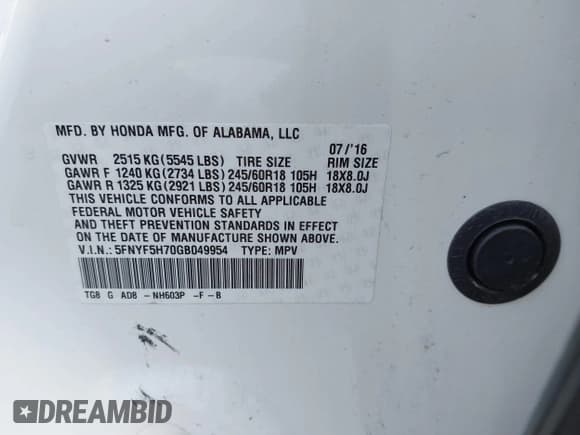 MFD. BY HONDA MFG. OF ALABAMA, LLC
07/'16
GVWR 2515 KG (5545 LBS) TIRE SIZE RIM SIZE
GAWR F 1240 KG (2734 LBS) 245/60R18 105H 18X8.0J
GAWR R 1325 KG (2921 LBS) 245/60R18 105H 18X8.0J
THIS VEHICLE CONFORMS TO ALL APPLICABLE
FEDERAL MOTOR VEHICLE SAFETY
AND THEFT PREVENTION STANDARDS IN EFFECT
ON THE DATE OF MANUFACTURE SHOWN ABOVE.
V.I.N.: 5FNYF5H70GB049954 TYPE: MPV
TG8 G AD8 - NH603P -F - B
DREAMBID